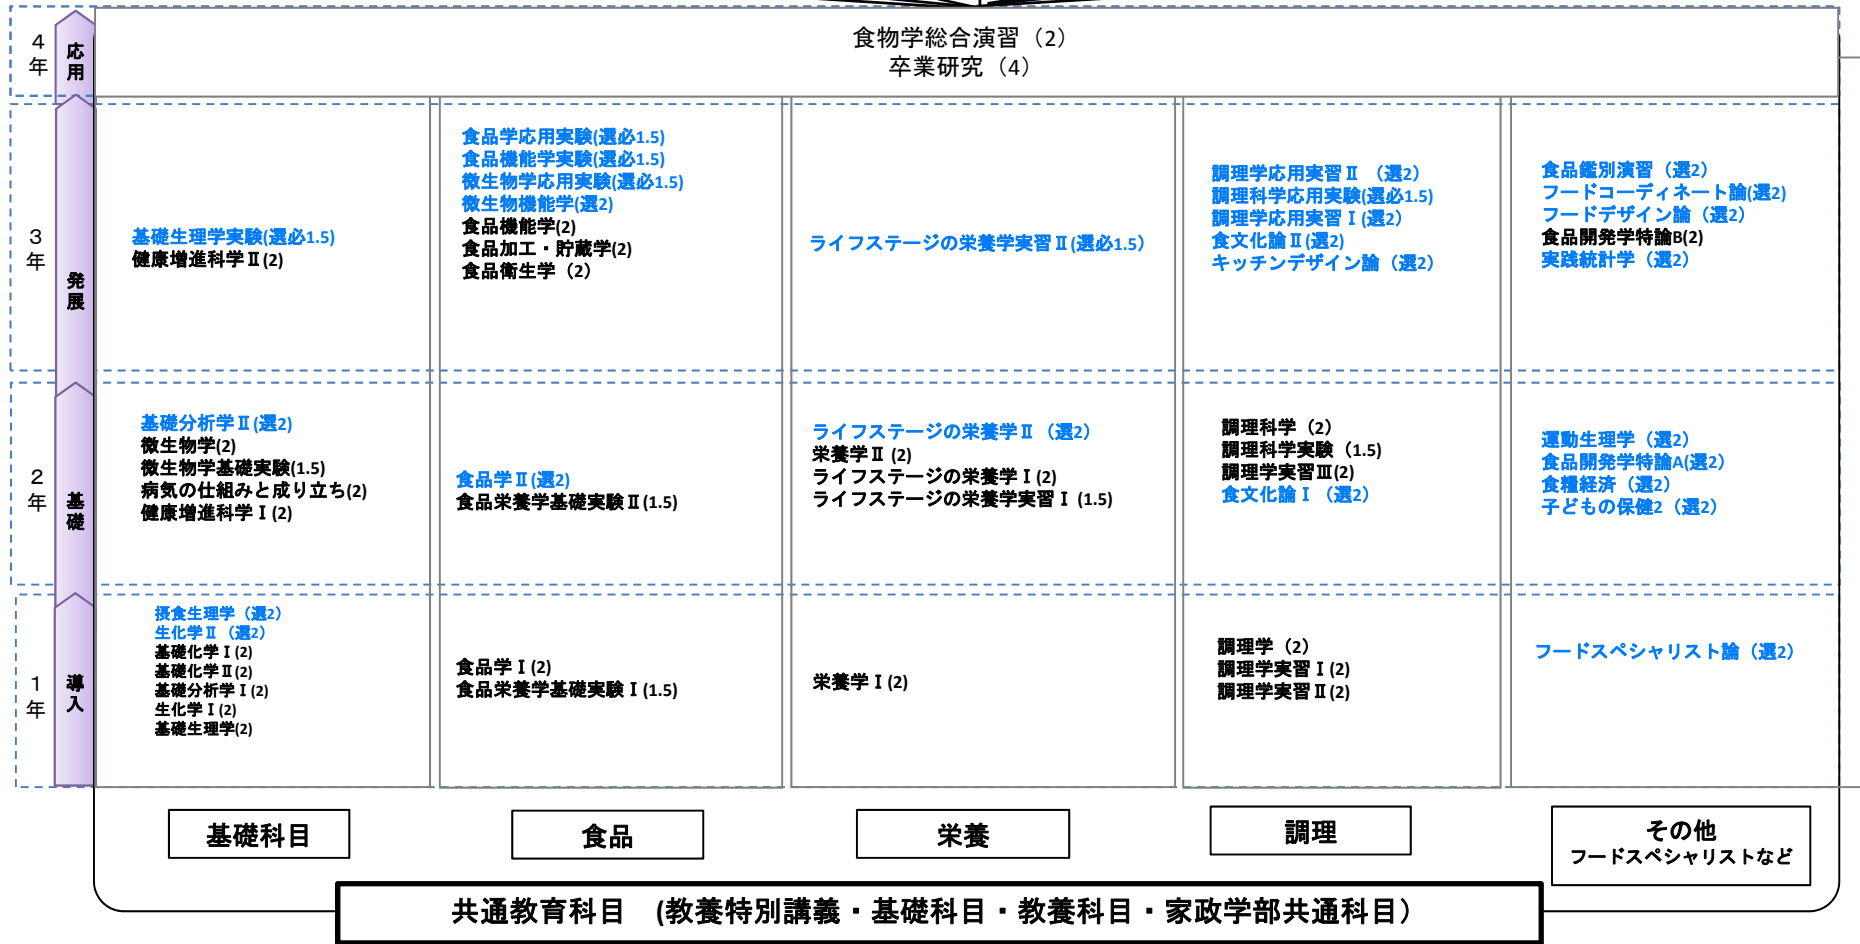 4年
応用
食物学総合演習（2）
卒業研究（4）
3年
発展
基礎生理学実験(選必1.5)
健康増進科学Ⅱ(2)
食品学応用実験(選必1.5)
食品機能学実験(選必1.5)
微生物学応用実験(選必1.5)
微生物機能学(選2)
食品機能学(2)
食品加工・貯蔵学(2)
食品衛生学（2）
ライフステージの栄養学実習Ⅱ(選必1.5）
調理学応用実習Ⅱ（選2）
調理科学応用実験(選必1.5)
調理学応用実習Ⅰ(選2）
食文化論Ⅱ(選2）
キッチンデザイン論（選2）
食品鑑別演習（選2）
フードコーディネート論(選2）
フードデザイン論（選2）
食品開発学特論B(2)
実践統計学（選2）
2年
基礎
基礎分析学Ⅱ(選2)
微生物学(2)
微生物学基礎実験(1.5)
病気の仕組みと成り立ち(2)
健康増進科学Ⅰ(2)
食品学Ⅱ(選2）
食品栄養学基礎実験Ⅱ(1.5)
ライフステージの栄養学Ⅱ（選2）
栄養学Ⅱ(2)
ライフステージの栄養学Ⅰ(2)
ライフステージの栄養学実習Ⅰ(1.5)
調理科学（2）
調理科学実験（1.5)
調理学実習Ⅲ(2)
食文化論Ⅰ（選2）
運動生理学（選2）
食品開発学特論A(選2）
食糧経済（選2）
子どもの保健2（選2）
1年
導入
摂食生理学（選2）
生化学Ⅱ（選2）
基礎化学Ⅰ(2)
基礎化学Ⅱ(2)
基礎分析学Ⅰ(2)
生化学Ⅰ(2)
基礎生理学(2)
食品学Ⅰ(2)
食品栄養学基礎実験Ⅰ(1.5)
栄養学Ⅰ(2)
調理学（2）
調理学実習Ⅰ(2)
調理学実習Ⅱ(2)
フードスペシャリスト論（選2）
基礎科目
食品
栄養
調理
その他
フードスペシャリストなど
共通教育科目　(教養特別講義・基礎科目・教養科目・家政学部共通科目）